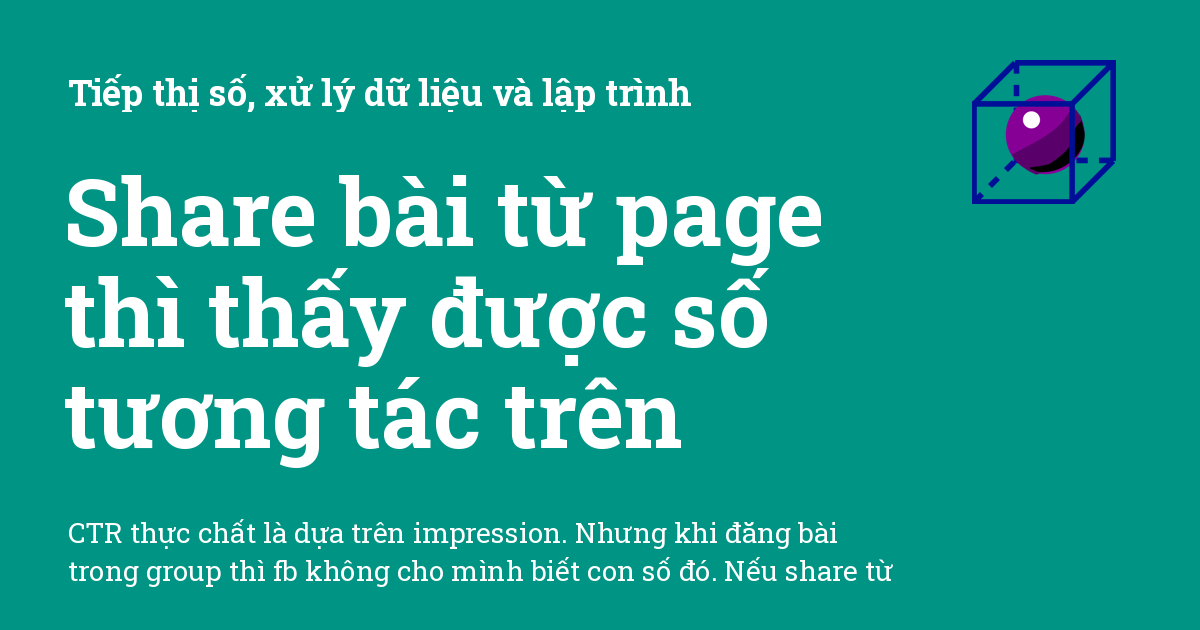 Tiếp thị số, xử lý dữ liệu và lập trình
Share bài từ page
thì thấy được số
tương tác trên
CTR thực chất là dựa trên impression. Nhưng khi đăng bài
trong group thì fb không cho mình biết con số đó. Nếu share từ